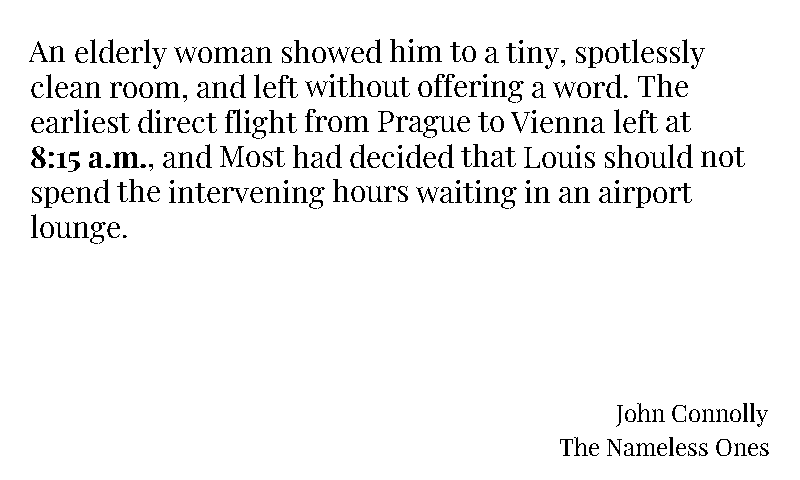 An elderly woman showed him to a tiny, spotlessly
clean room, and left without offering a word. The
earliest direct flight from Prague to Vienna left at
8:15 a.m., and Most had decided that Louis should not
spend the intervening hours waiting in an airport
lounge.
John Connolly
The Nameless Ones